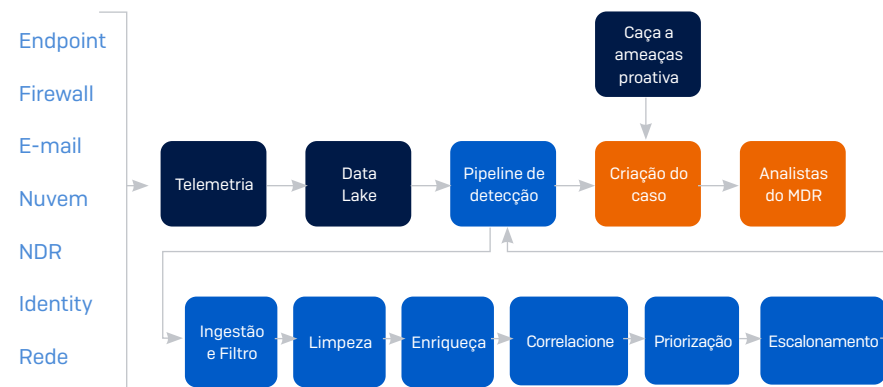 Endpoint
Firewall
E-mail
Nuvem
NDR
Identity
Rede
Caça a
ameaças
proativa
Telemetria
Data
Lake
Pipeline de
detecção
Criação do
caso
Analistas
do MDR
Ingestão
e Filtro
Limpeza
Enriqueça
Correlacione
Priorização
Escalonamento